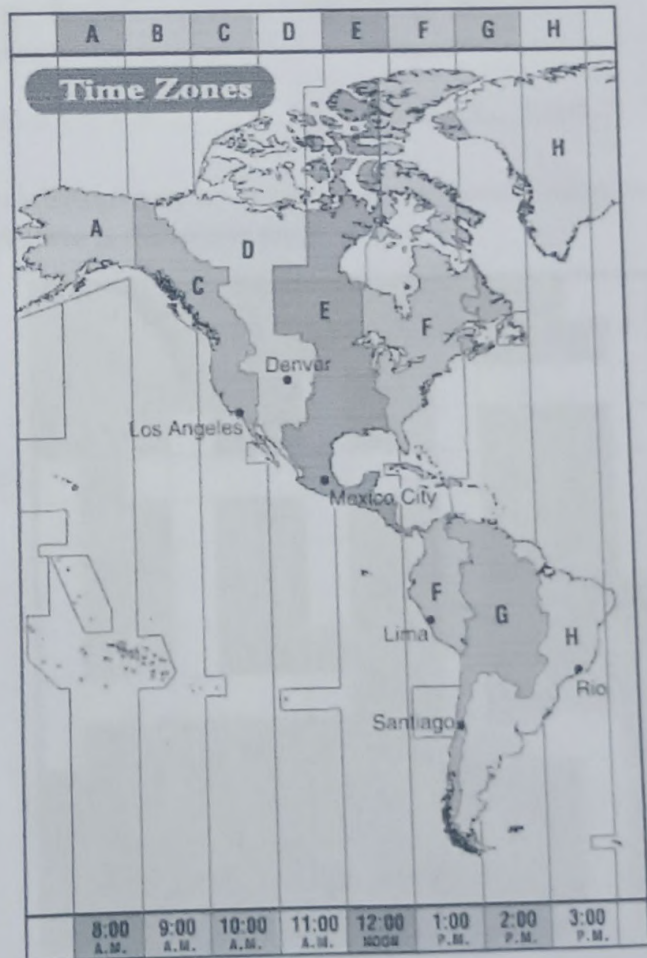 A B C D E F G H
Time Zones
H
A
D
C
E
F
Denver
Los Angeles
Mexico City
F
G
Lima
H
Rio
Santiago
8:00 9:00 10:00 11:00 12:00 1:00 2:00 3:00
A.M. A.M. A.M. A.M. NOON P.M. P.M. P.M.